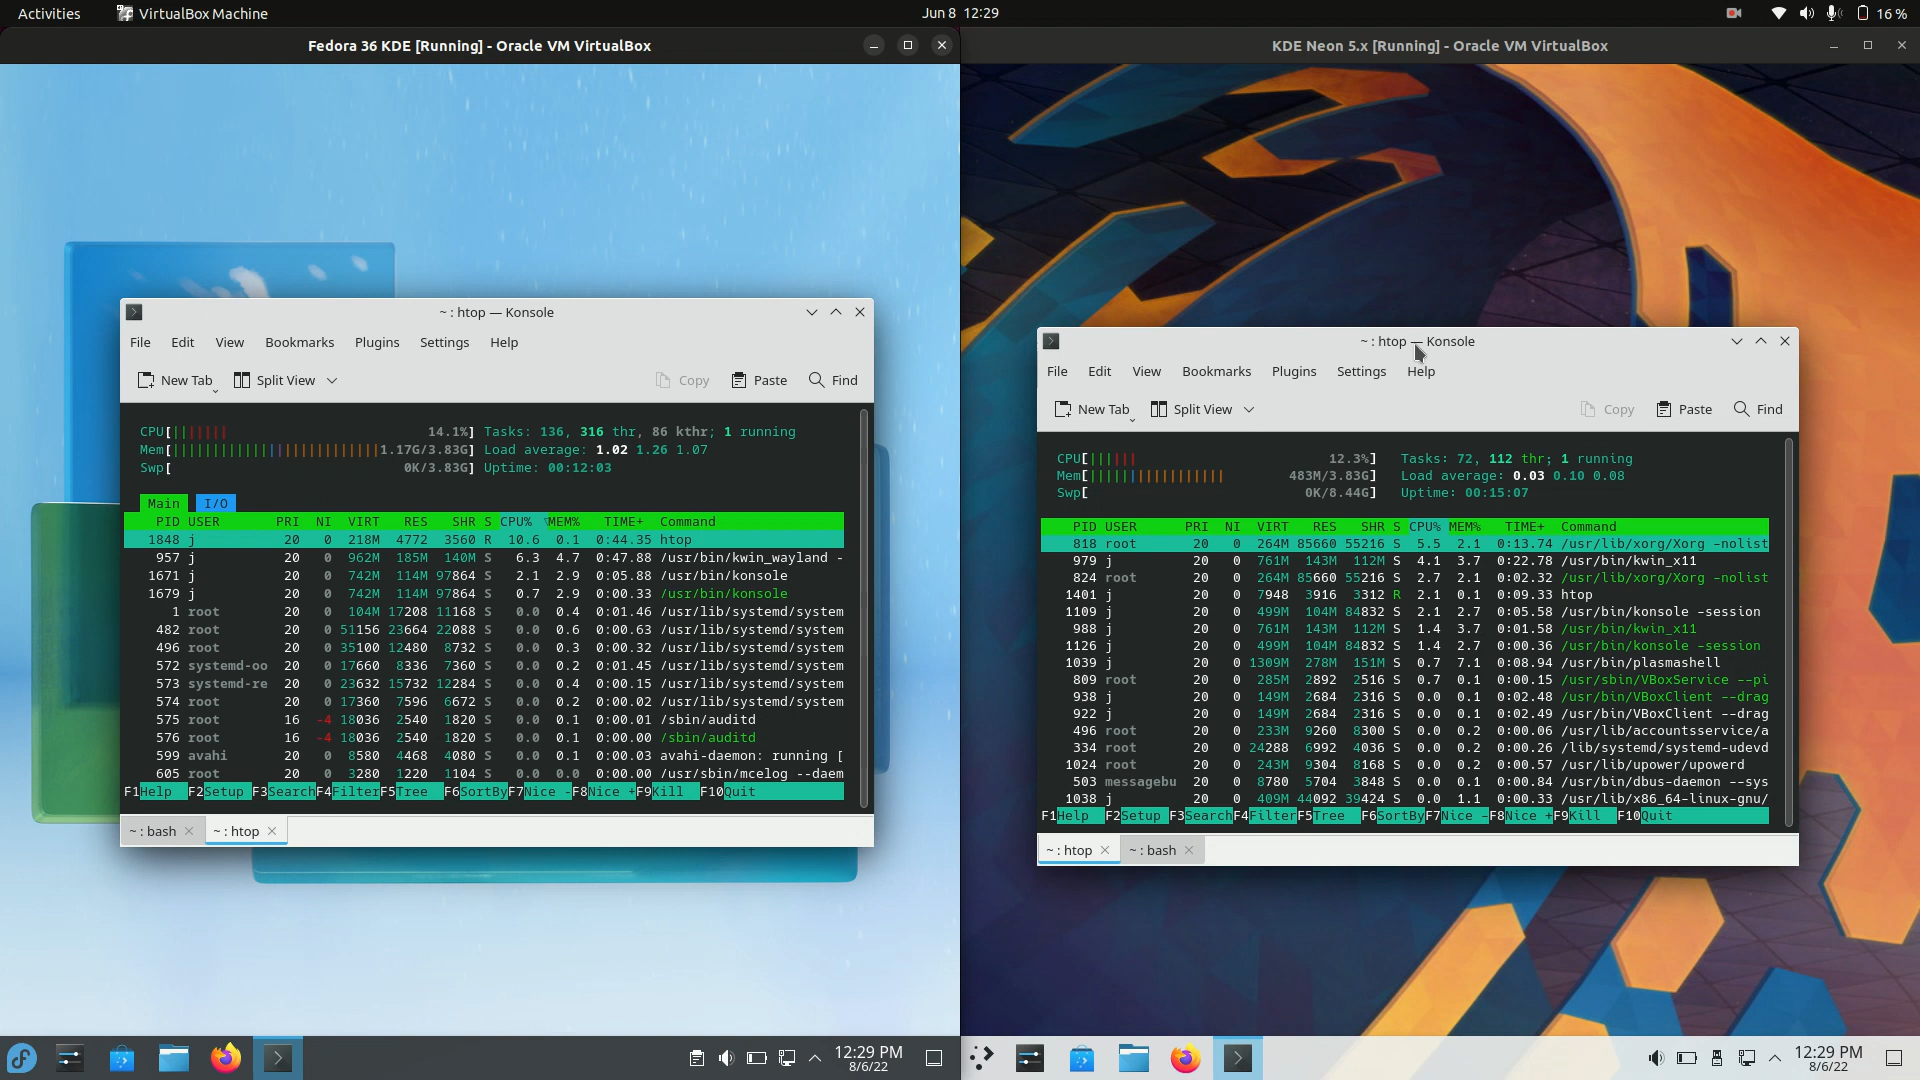 Activities VirtualBox Machine Jun 8 12:29 16 %
Fedora 36 KDE [Running] - Oracle VM VirtualBox
~ : htop — Konsole
File Edit View Bookmarks Plugins Settings Help
New Tab Split View Copy Paste Find
CPU[||||||| 14.1%] Tasks: 136, 316 thr, 86 kthr; 1 running
Mem[||||||||||||||||||||||||||1.17G/3.83G] Load average: 1.02 1.26 1.07
Swp[ 0K/3.83G] Uptime: 00:12:03
Main I/O
PID USER PRI NI VIRT RES SHR S CPU% ▽MEM% TIME+ Command
1848 j 20 0 218M 4772 3560 R 10.6 0.1 0:44.35 htop
957 j 20 0 962M 185M 140M S 6.3 4.7 0:47.88 /usr/bin/kwin_wayland -
1671 j 20 0 742M 114M 97864 S 2.1 2.9 0:05.88 /usr/bin/konsole
1679 j 20 0 742M 114M 97864 S 0.7 2.9 0:00.33 /usr/bin/konsole
1 root 20 0 104M 17208 11168 S 0.0 0.4 0:01.46 /usr/lib/systemd/system
482 root 20 0 51156 23664 22088 S 0.0 0.6 0:00.63 /usr/lib/systemd/system
496 root 20 0 35100 12480 8732 S 0.0 0.3 0:00.32 /usr/lib/systemd/system
572 systemd-oo 20 0 17660 8336 7360 S 0.0 0.2 0:01.45 /usr/lib/systemd/system
573 systemd-re 20 0 23632 15732 12284 S 0.0 0.4 0:00.15 /usr/lib/systemd/system
574 root 20 0 17360 7596 6672 S 0.0 0.2 0:00.02 /usr/lib/systemd/system
575 root 16 -4 18036 2540 1820 S 0.0 0.1 0:00.01 /sbin/auditd
576 root 16 -4 18036 2540 1820 S 0.0 0.1 0:00.00 /sbin/auditd
599 avahi 20 0 8580 4468 4080 S 0.0 0.1 0:00.03 avahi-daemon: running [
605 root 20 0 3280 1220 1104 S 0.0 0.0 0:00.00 /usr/sbin/mcelog --daem
F1Help F2Setup F3SearchF4FilterF5Tree F6SortByF7Nice -F8Nice +F9Kill F10Quit
~ : bash ~ : htop
12:29 PM
8/6/22
KDE Neon 5.x [Running] - Oracle VM VirtualBox
~ : htop — Konsole
File Edit View Bookmarks Plugins Settings Help
New Tab Split View Copy Paste Find
CPU[|||||| 12.3%] Tasks: 72, 112 thr; 1 running
Mem[||||||||||||||||| 483M/3.83G] Load average: 0.03 0.10 0.08
Swp[ 0K/8.44G] Uptime: 00:15:07
PID USER PRI NI VIRT RES SHR S CPU% MEM% TIME+ Command
818 root 20 0 264M 85660 55216 S 5.5 2.1 0:13.74 /usr/lib/xorg/Xorg -nolist
979 j 20 0 761M 143M 112M S 4.1 3.7 0:22.78 /usr/bin/kwin_x11
824 root 20 0 264M 85660 55216 S 2.7 2.1 0:02.32 /usr/lib/xorg/Xorg -nolist
1401 j 20 0 7948 3916 3312 R 2.1 0.1 0:09.33 htop
1109 j 20 0 499M 104M 84832 S 2.1 2.7 0:05.58 /usr/bin/konsole -session
988 j 20 0 761M 143M 112M S 1.4 3.7 0:01.58 /usr/bin/kwin_x11
1126 j 20 0 499M 104M 84832 S 1.4 2.7 0:00.36 /usr/bin/konsole -session
1039 j 20 0 1309M 278M 151M S 0.7 7.1 0:08.94 /usr/bin/plasmashell
809 root 20 0 285M 2892 2516 S 0.7 0.1 0:00.15 /usr/sbin/VBoxService --pi
938 j 20 0 149M 2684 2316 S 0.0 0.1 0:02.48 /usr/bin/VBoxClient --drag
922 j 20 0 149M 2684 2316 S 0.0 0.1 0:02.49 /usr/bin/VBoxClient --drag
496 root 20 0 233M 9260 8300 S 0.0 0.2 0:00.06 /usr/lib/accountsservice/a
334 root 20 0 24288 6992 4036 S 0.0 0.2 0:00.26 /lib/systemd/systemd-udevd
1024 root 20 0 243M 9304 8168 S 0.0 0.2 0:00.57 /usr/lib/upower/upowerd
503 messagebu 20 0 8780 5704 3848 S 0.0 0.1 0:00.84 /usr/bin/dbus-daemon --sys
1038 j 20 0 409M 44092 39424 S 0.0 1.1 0:00.33 /usr/lib/x86_64-linux-gnu/
F1Help F2Setup F3SearchF4FilterF5Tree F6SortByF7Nice -F8Nice +F9Kill F10Quit
~ : htop ~ : bash
12:29 PM
8/6/22